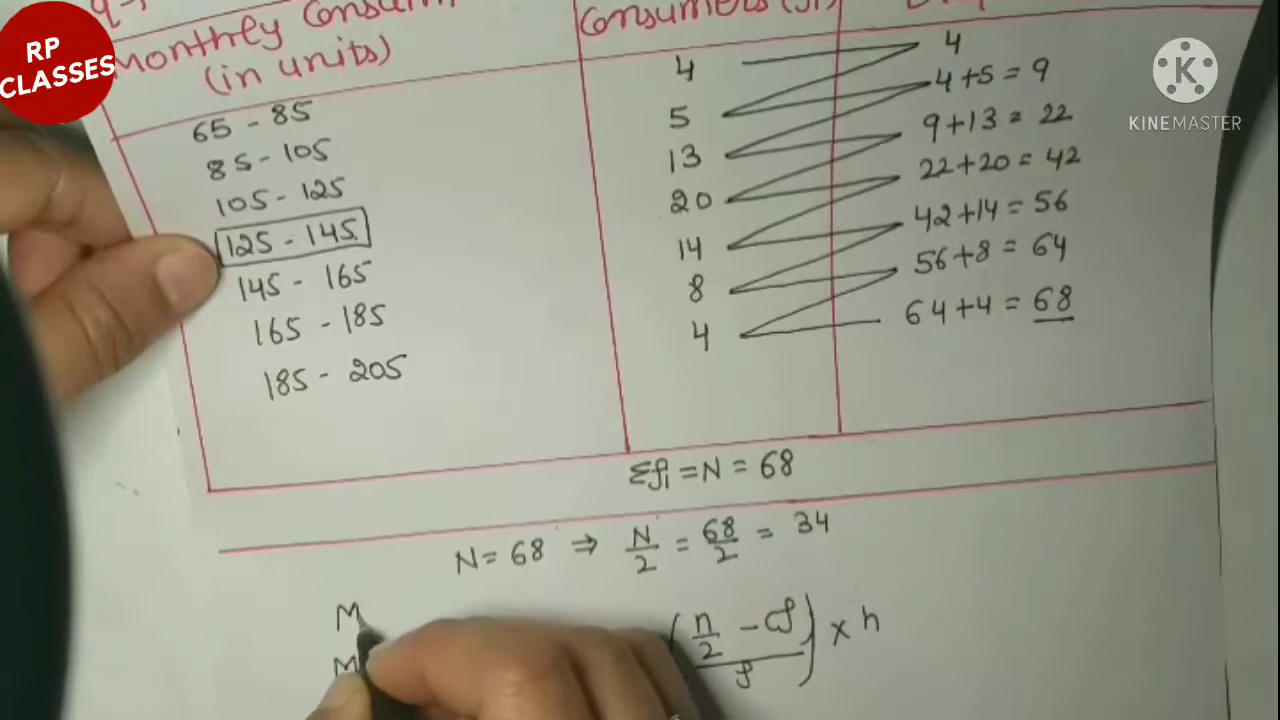 RP
CLASSES
KINEMASTER
Monthly Consum
(in units)
Consumers (fi)
65 - 85 4 4
85 - 105 5 4+5 = 9
105 - 125 13 9+13 = 22
125 - 145 20 22+20 = 42
145 - 165 14 42+14 = 56
165 - 185 8 56+8 = 64
185 - 205 4 64+4 = 68
Σfi = N = 68
N = 68 ⇒ N/2 = 68/2 = 34
M
M (n/2 - cf)/f × h